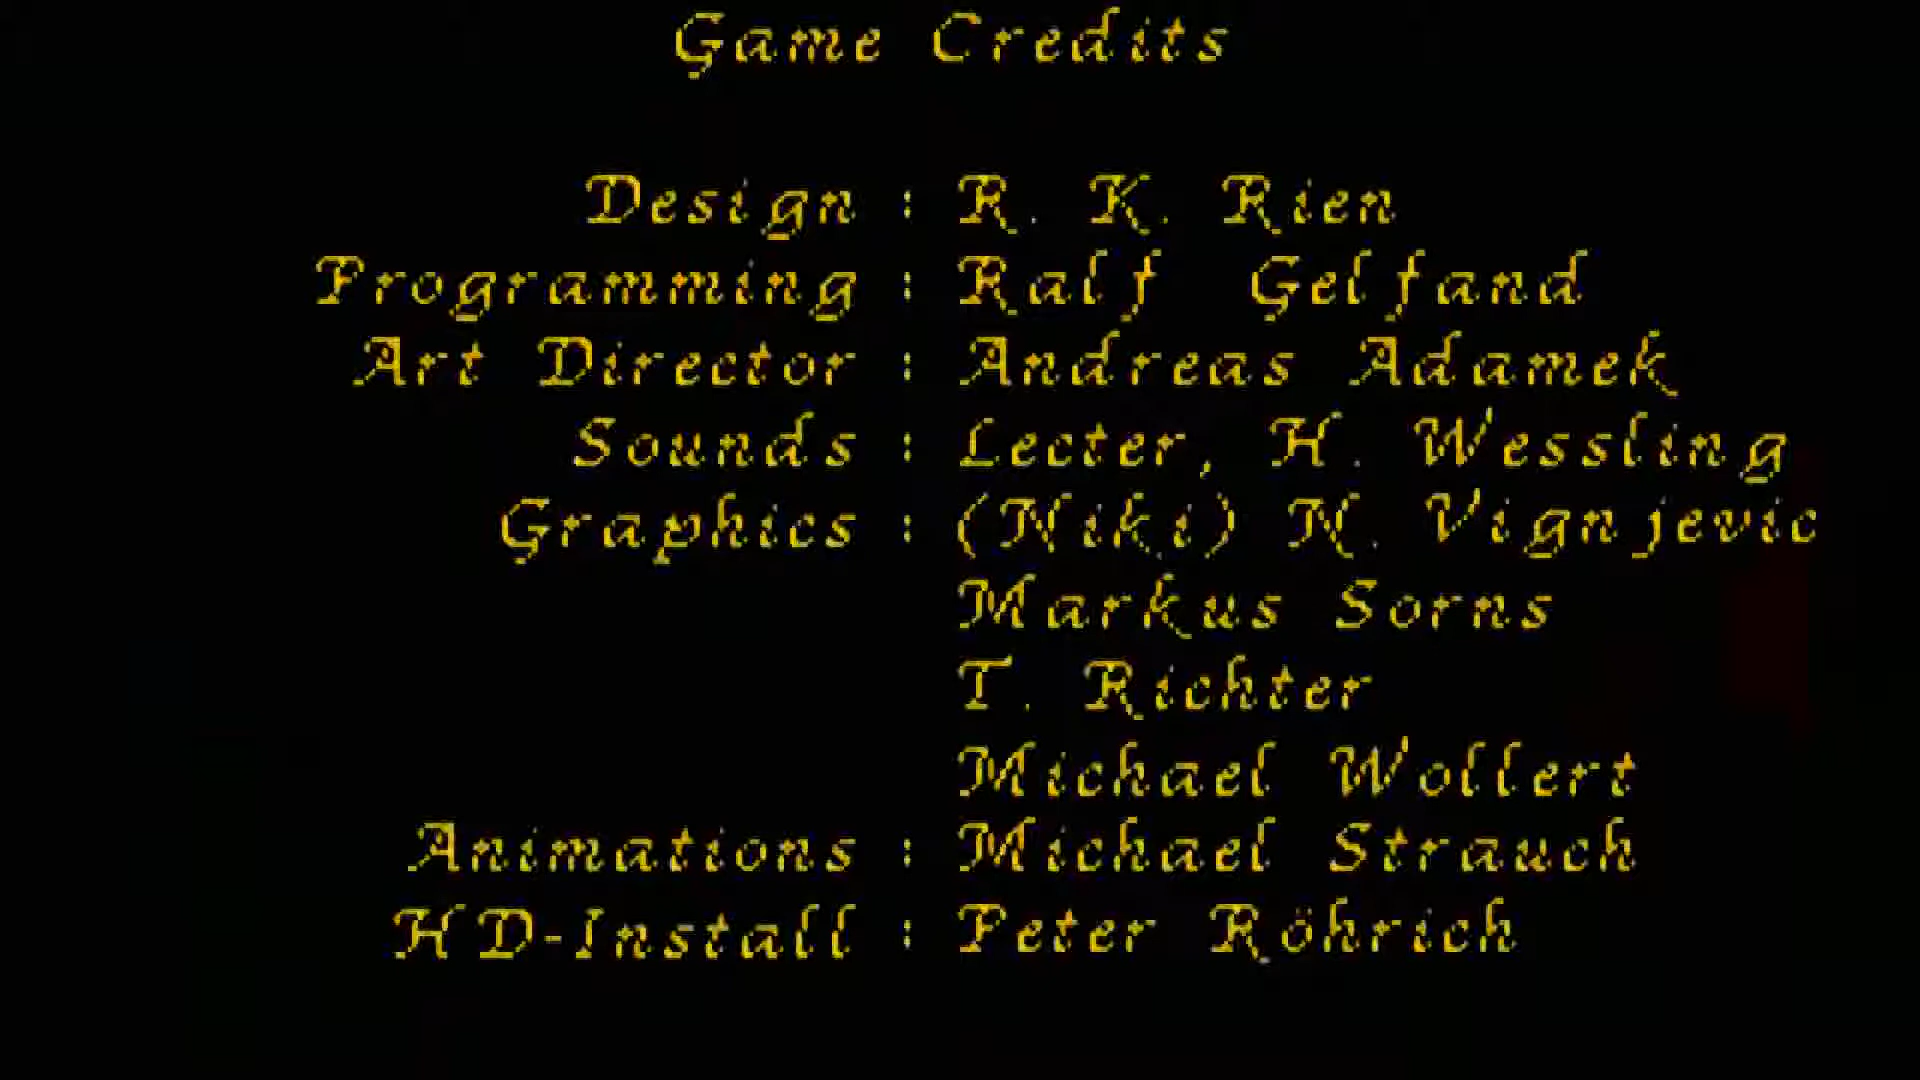 Game Credits
Design : R. K. Rien
Programming : Ralf Gelfand
Art Director : Andreas Adamek
Sounds : Lecter, H. Wessling
Graphics : (Niki) N. Vignjevic
Markus Sorns
T. Richter
Michael Wollert
Animations : Michael Strauch
HD-Install : Peter Röhrich